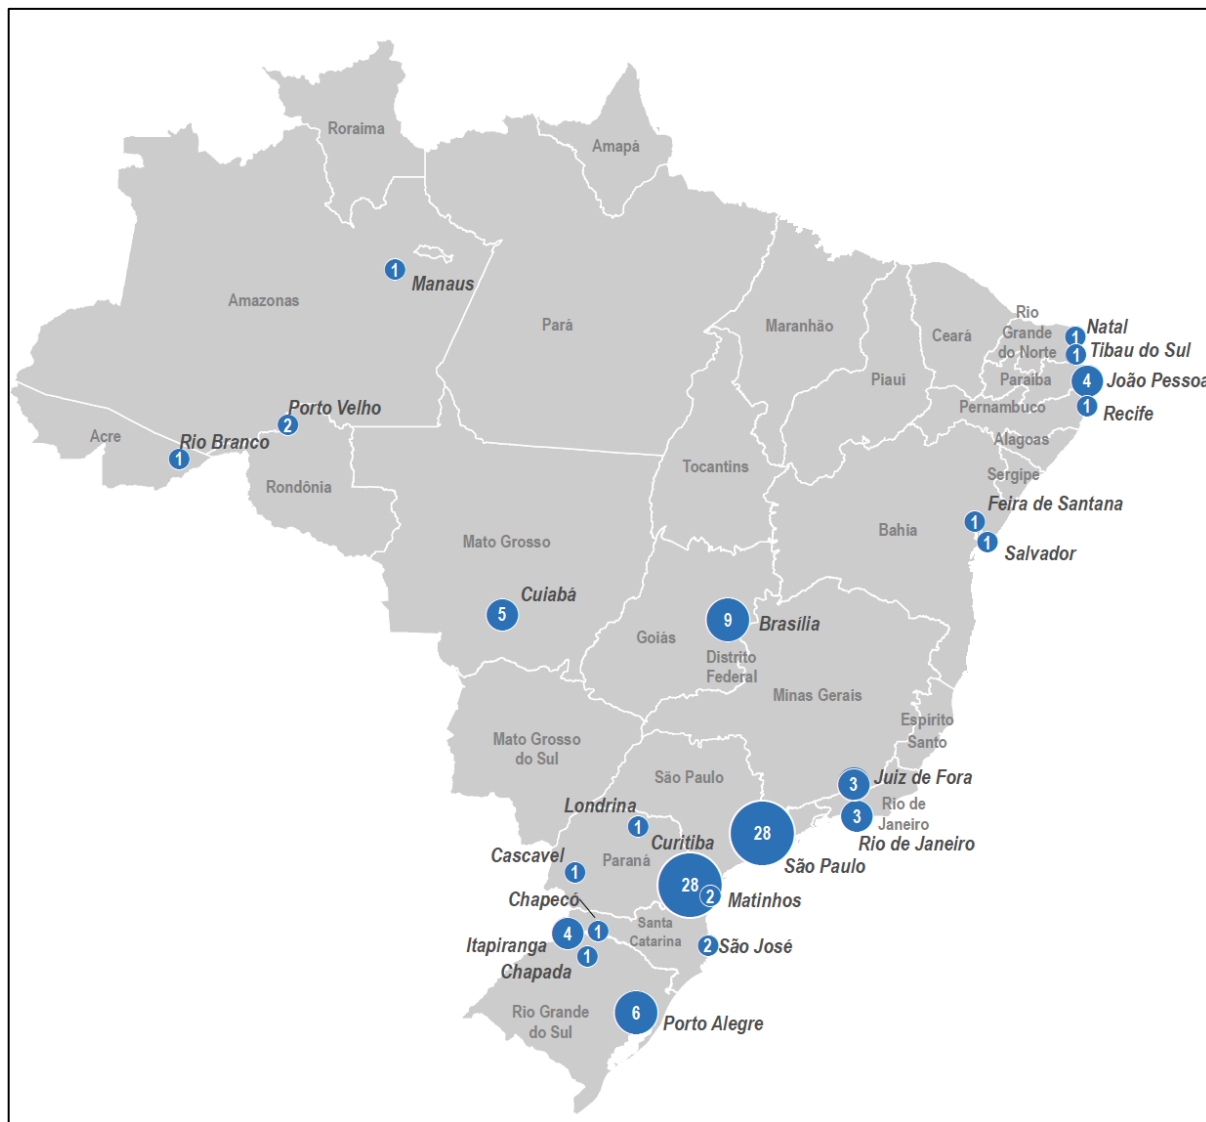 Roraima
Amapá
1
Manaus
Amazonas
Pará
Maranhão
Ceará
Rio
Grande
do Norte
1
Natal
1
Tibau do Sul
Piauí
Paraíba
4
João Pessoa
Pernambuco
1
Recife
Porto Velho
2
Acre
Rio Branco
1
Alagoas
Tocantins
Sergipe
Rondônia
Feira de Santana
1
Bahia
Mato Grosso
1
Salvador
Cuiabá
5
9
Brasília
Goiás
Distrito
Federal
Minas Gerais
Espírito
Santo
Mato Grosso
do Sul
São Paulo
Juiz de Fora
3
Rio de
Janeiro
3
Rio de Janeiro
Londrina
1
28
São Paulo
Curitiba
Cascavel
1
Paraná
28
2
Matinhos
Chapecó
1
Santa
Catarina
Itapiranga
4
2
São José
Chapada
1
Rio Grande
do Sul
6
Porto Alegre